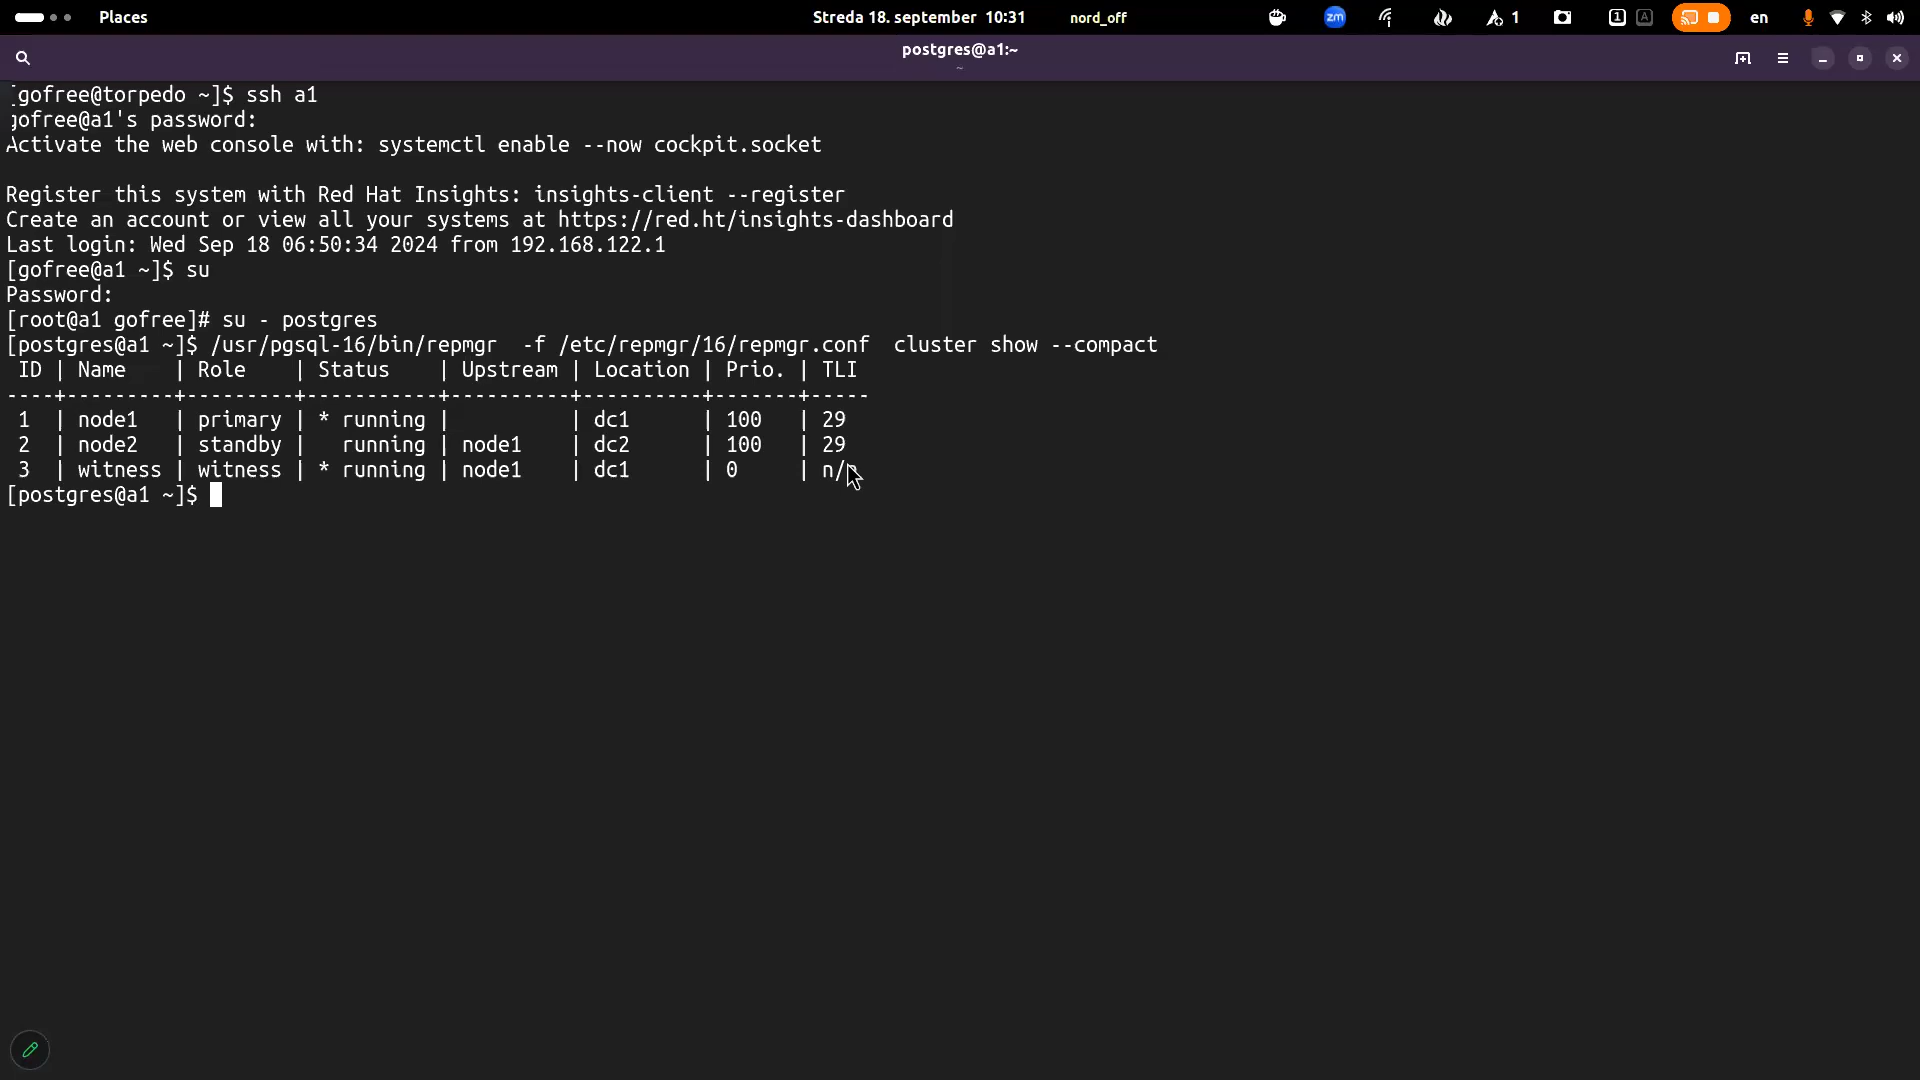 Places
Streda 18. september 10:31
nord_off
zm
1
1
A
en
postgres@a1:~
~
[gofree@torpedo ~]$ ssh a1
gofree@a1's password:
Activate the web console with: systemctl enable --now cockpit.socket
Register this system with Red Hat Insights: insights-client --register
Create an account or view all your systems at https://red.ht/insights-dashboard
Last login: Wed Sep 18 06:50:34 2024 from 192.168.122.1
[gofree@a1 ~]$ su
Password:
[root@a1 gofree]# su - postgres
[postgres@a1 ~]$ /usr/pgsql-16/bin/repmgr  -f /etc/repmgr/16/repmgr.conf  cluster show --compact
 ID | Name    | Role    | Status    | Upstream | Location | Prio. | TLI
----+---------+---------+-----------+----------+----------+-------+-----
 1  | node1   | primary | * running |          | dc1      | 100   | 29
 2  | node2   | standby |   running | node1    | dc2      | 100   | 29
 3  | witness | witness | * running | node1    | dc1      | 0     | n/
[postgres@a1 ~]$